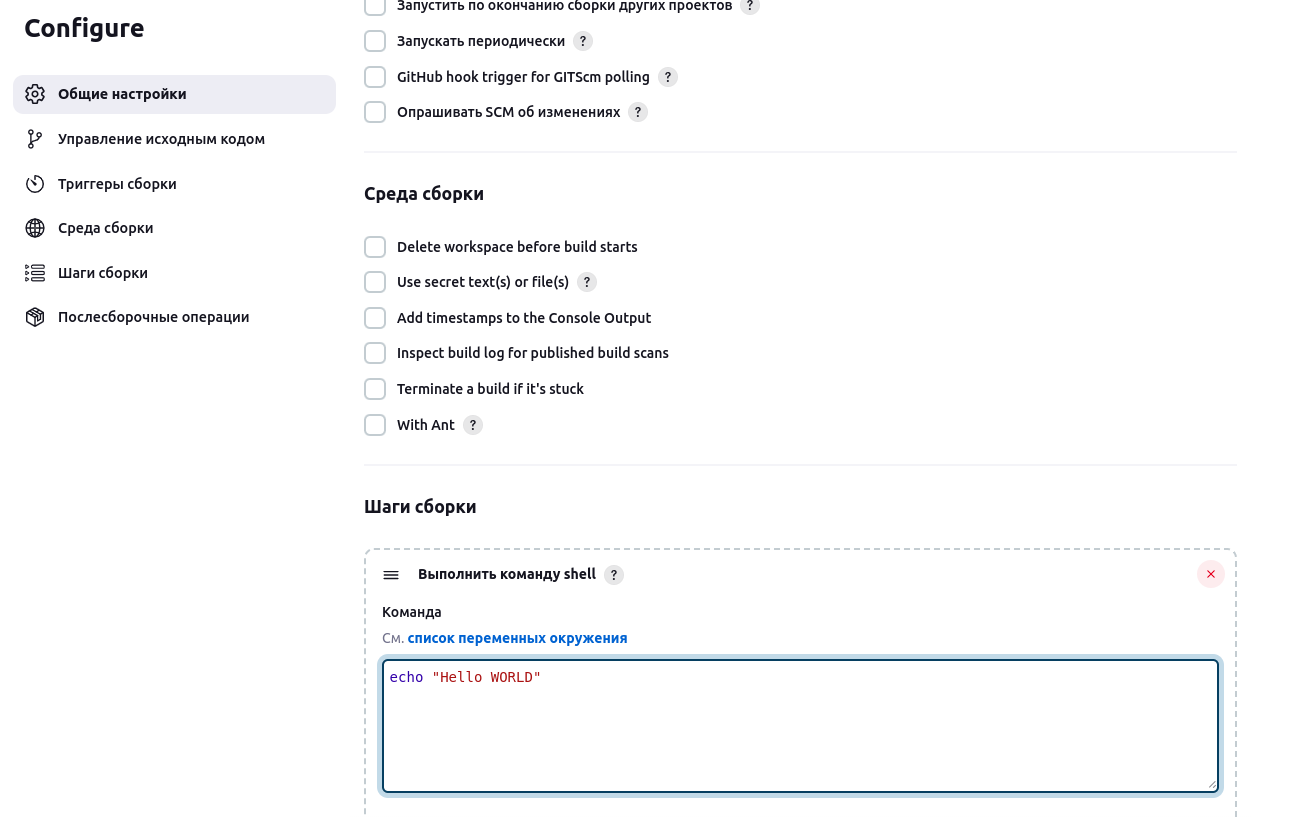 Configure
Общие настройки
Управление исходным кодом
Триггеры сборки
Среда сборки
Шаги сборки
Послесборочные операции
Запустить по окончанию сборки других проектов ?
Запускать периодически ?
GitHub hook trigger for GITScm polling ?
Опрашивать SCM об изменениях ?
Среда сборки
Delete workspace before build starts
Use secret text(s) or file(s) ?
Add timestamps to the Console Output
Inspect build log for published build scans
Terminate a build if it's stuck
With Ant ?
Шаги сборки
Выполнить команду shell ?
Команда
См. список переменных окружения
echo "Hello WORLD"